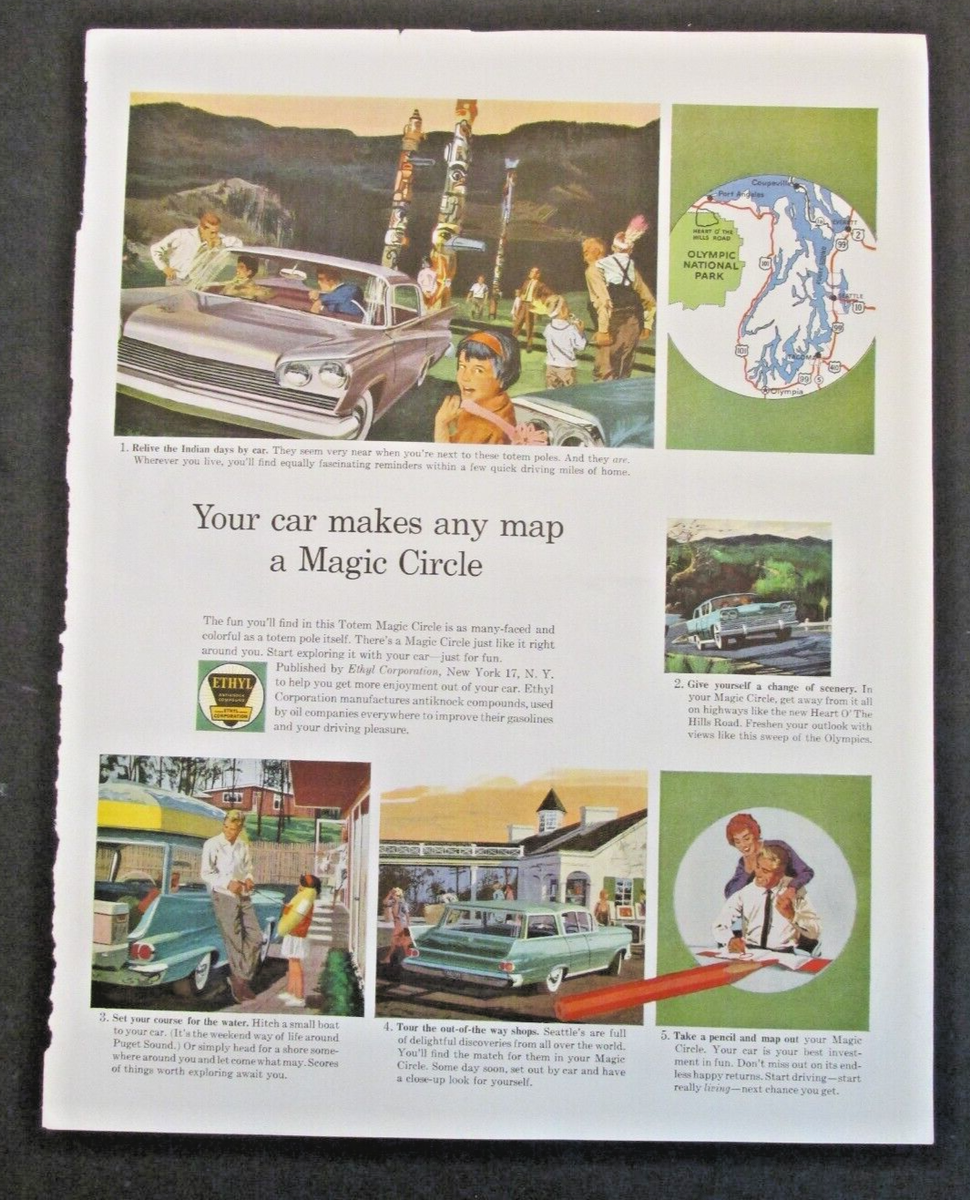 Coupeville
Port Angeles
HEART O' THE
HILLS ROAD
EVERETT
2
99
OLYMPIC
NATIONAL
PARK
101
SEATTLE
10
99
101
TACOMA
410
99
5
Olympia
1. Relive the Indian days by car. They seem very near when you're next to these totem poles. And they are.
Wherever you live, you'll find equally fascinating reminders within a few quick driving miles of home.
Your car makes any map
a Magic Circle
The fun you'll find in this Totem Magic Circle is as many-faced and
colorful as a totem pole itself. There's a Magic Circle just like it right
around you. Start exploring it with your car—just for fun.
Published by Ethyl Corporation, New York 17, N. Y.
to help you get more enjoyment out of your car. Ethyl
Corporation manufactures antiknock compounds, used
by oil companies everywhere to improve their gasolines
and your driving pleasure.
ETHYL
ANTIKNOCK
COMPOUND
ETHYL
CORPORATION
2. Give yourself a change of scenery. In
your Magic Circle, get away from it all
on highways like the new Heart O' The
Hills Road. Freshen your outlook with
views like this sweep of the Olympics.
3. Set your course for the water. Hitch a small boat
to your car. (It's the weekend way of life around
Puget Sound.) Or simply head for a shore some-
where around you and let come what may. Scores
of things worth exploring await you.
4. Tour the out-of-the way shops. Seattle's are full
of delightful discoveries from all over the world.
You'll find the match for them in your Magic
Circle. Some day soon, set out by car and have
a close-up look for yourself.
5. Take a pencil and map out your Magic
Circle. Your car is your best invest-
ment in fun. Don't miss out on its end-
less happy returns. Start driving—start
really living—next chance you get.